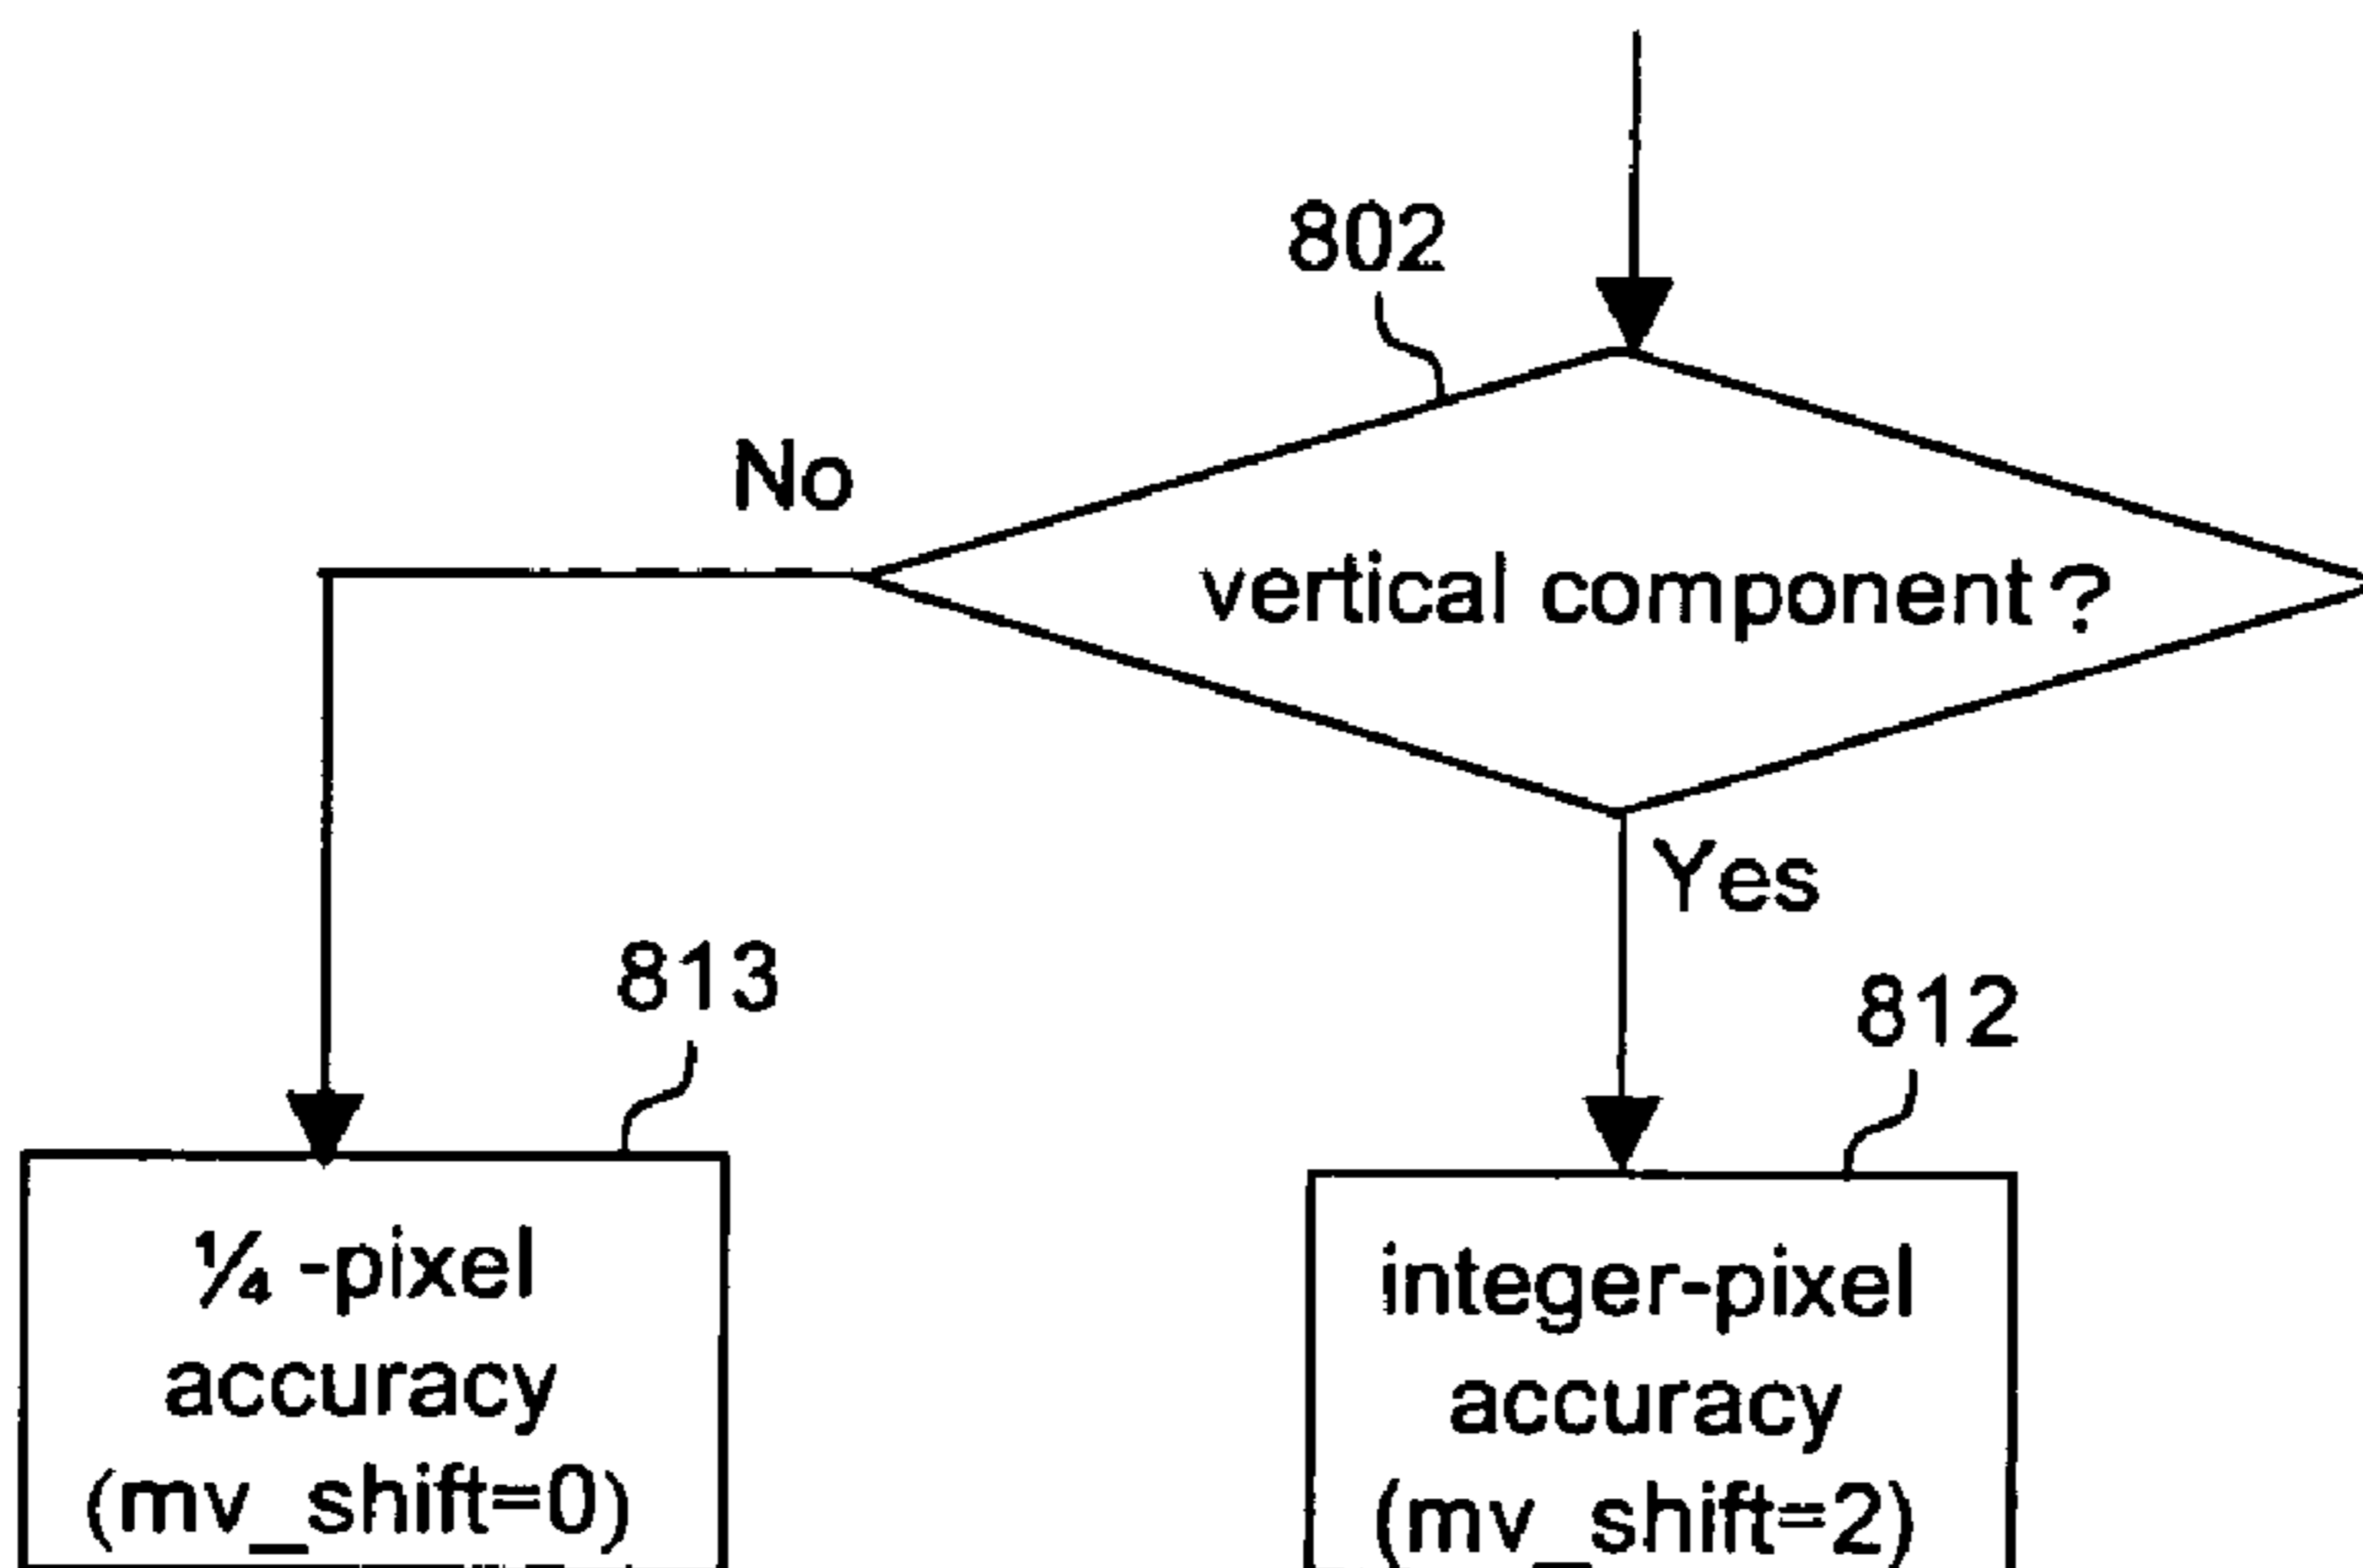 802
No
vertical component?
Yes
813
812
¼-pixel
accuracy
(mv_shift=0)
integer-pixel
accuracy
(mv_shift=2)